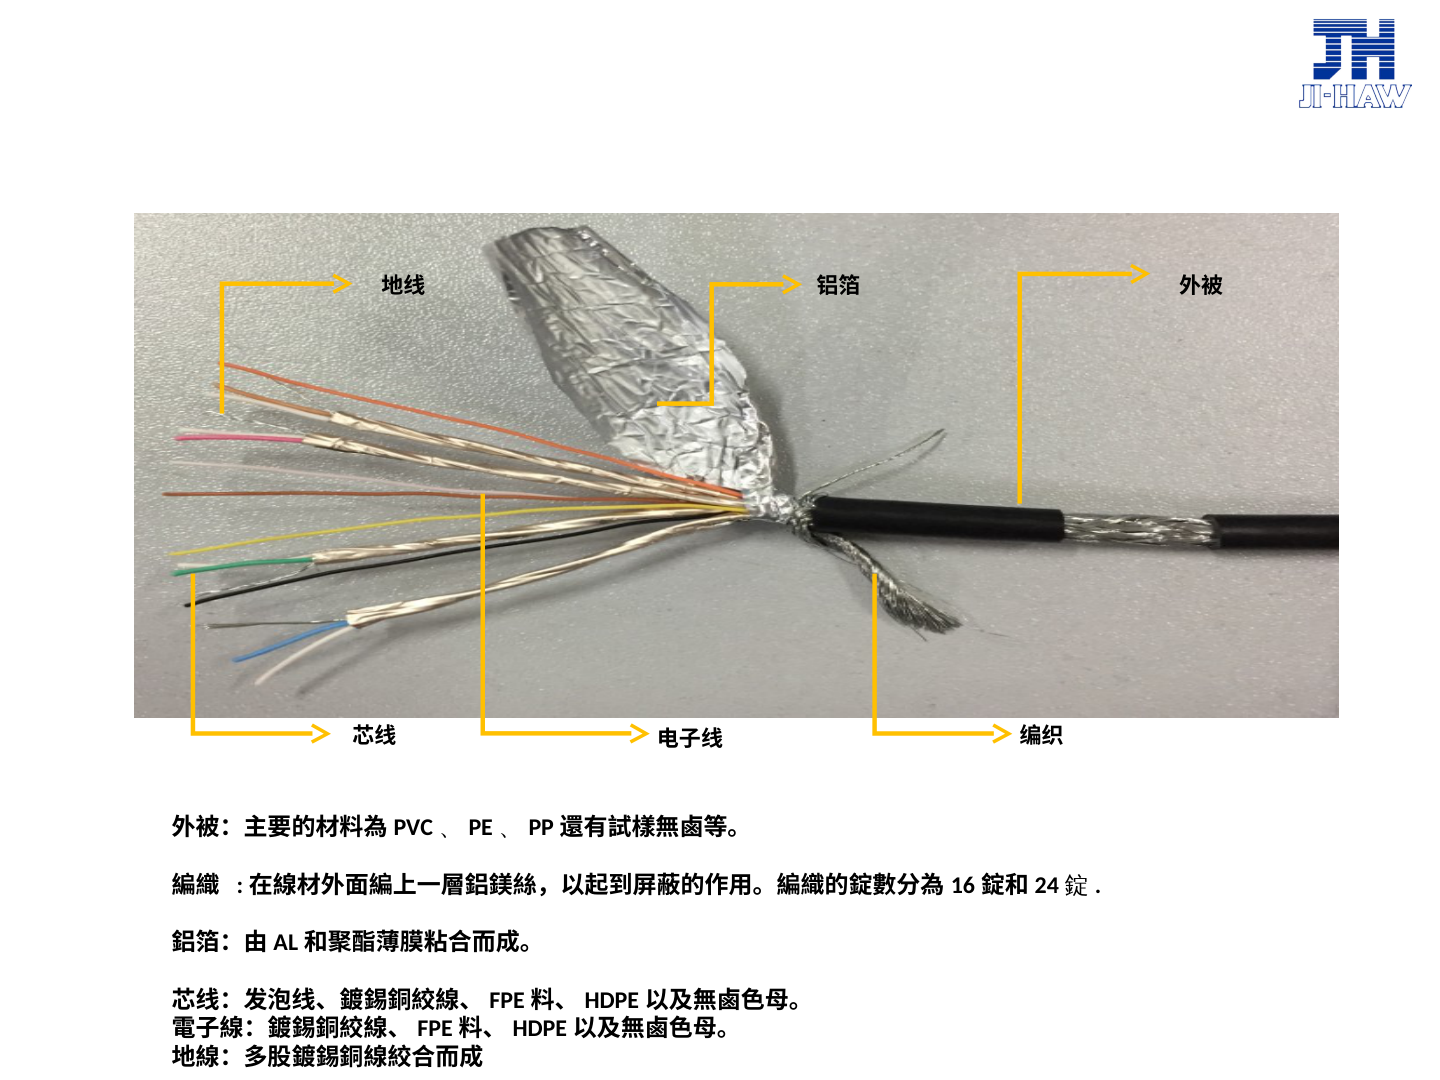 JH
JI-HAW
地线
铝箔
外被
芯线
电子线
编织
外被：主要的材料為 PVC 、 PE 、 PP 還有試樣無鹵等。
編織 : 在線材外面編上一層鋁鎂絲，以起到屏蔽的作用。編織的錠數分為 16 錠和 24 錠 .
鋁箔：由 AL 和聚酯薄膜粘合而成。
芯线：发泡线、鍍錫銅絞線、 FPE 料、 HDPE 以及無鹵色母。
電子線：鍍錫銅絞線、 FPE 料、 HDPE 以及無鹵色母。
地線：多股鍍錫銅線絞合而成